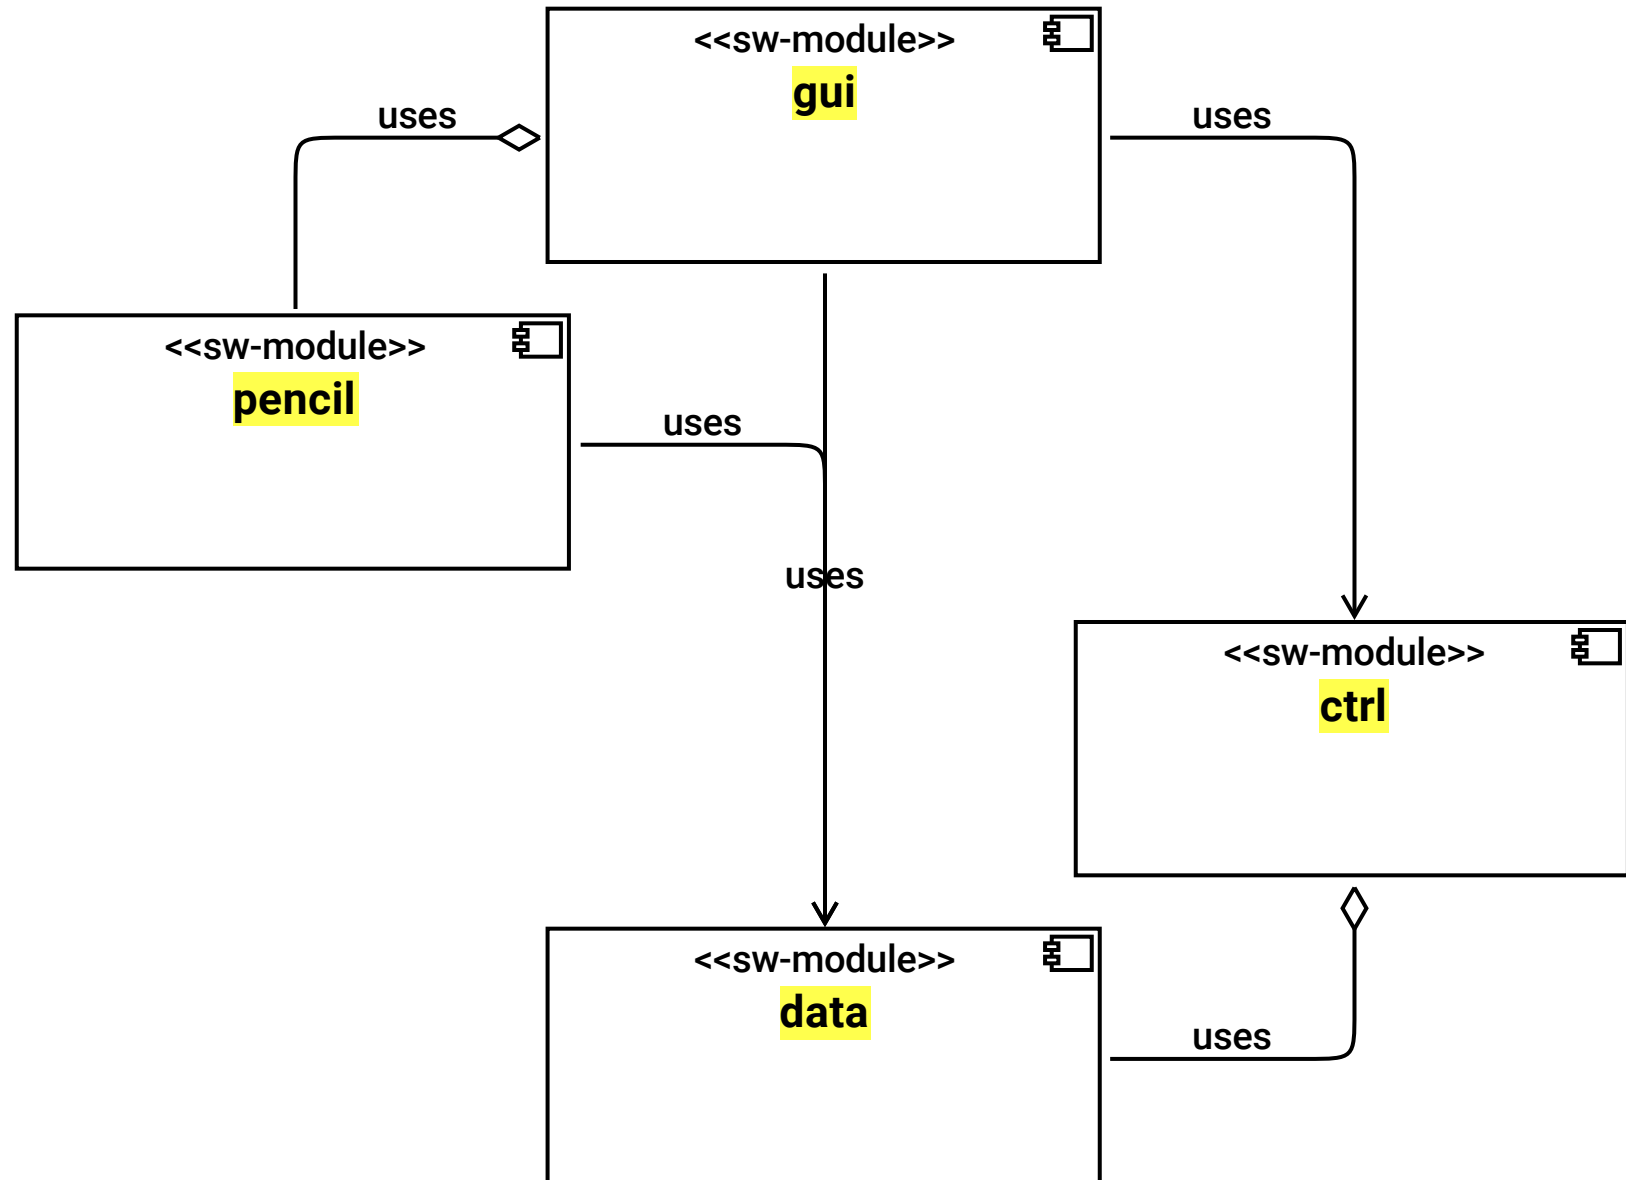 <<sw-module>>
gui
uses
uses
<<sw-module>>
pencil
uses
uses
<<sw-module>>
ctrl
<<sw-module>>
data
uses